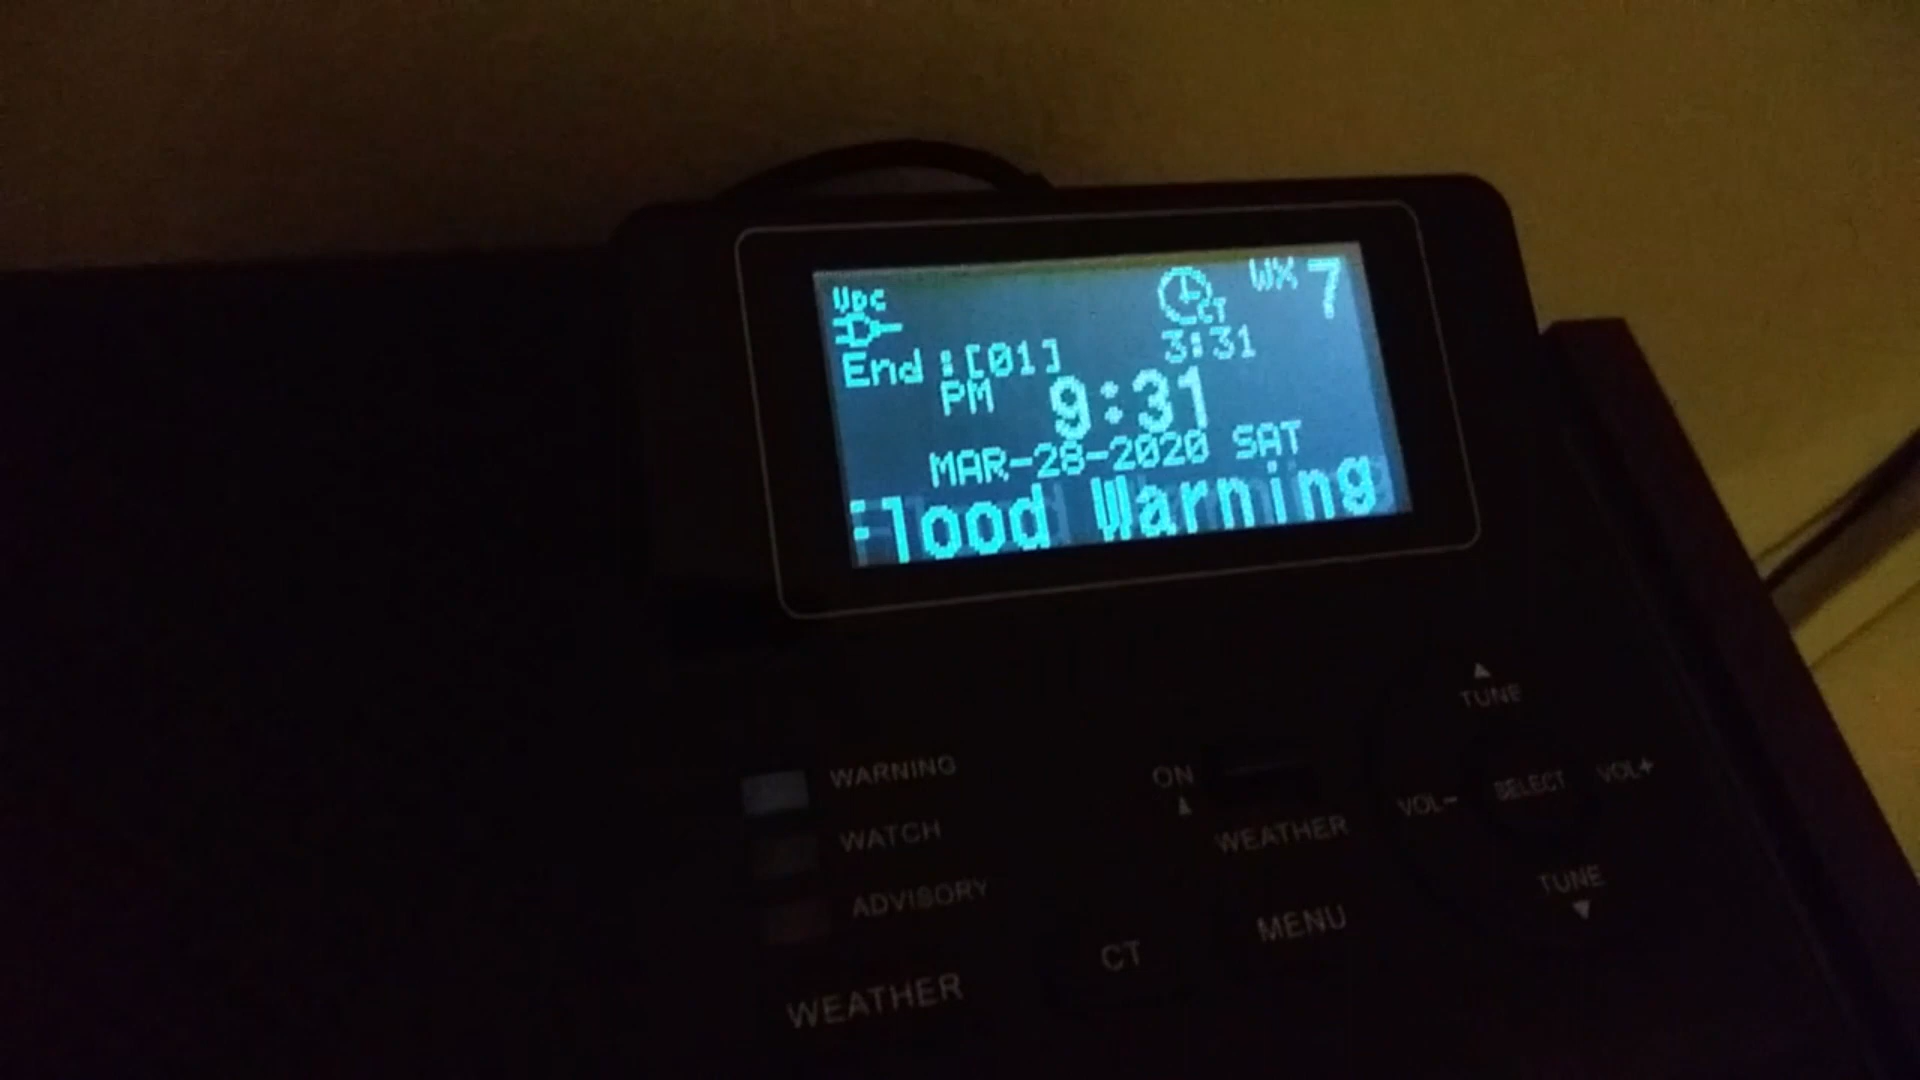 VDC
CT
WX 7
3:31
End :[01]
PM 9:31
MAR-28-2020 SAT
Flood Warning
WARNING
WATCH
ADVISORY
WEATHER
ON
WEATHER
CT
MENU
TUNE
VOL-
SELECT
VOL+
TUNE